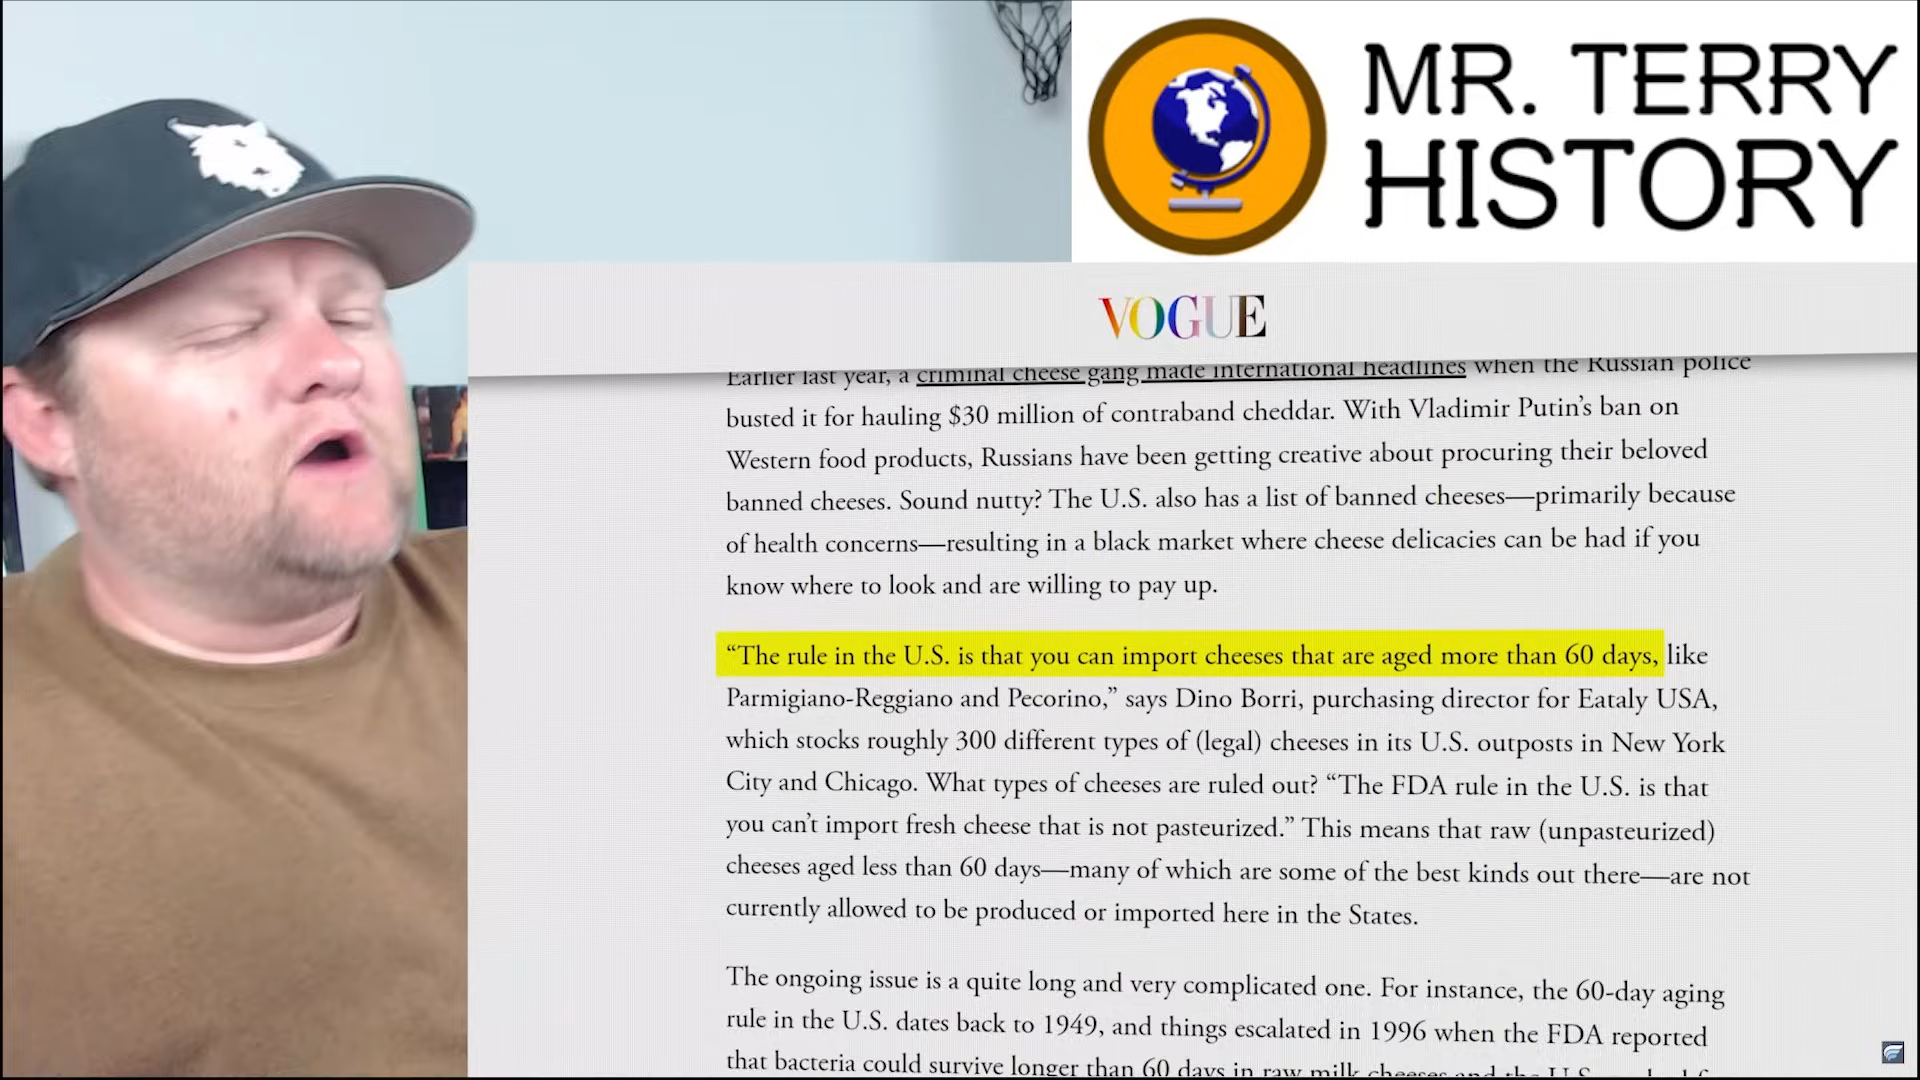 MR. TERRY
HISTORY
VOGUE
Earlier last year, a criminal cheese gang made international headlines when the Russian police
busted it for hauling $30 million of contraband cheddar. With Vladimir Putin’s ban on
Western food products, Russians have been getting creative about procuring their beloved
banned cheeses. Sound nutty? The U.S. also has a list of banned cheeses—primarily because
of health concerns—resulting in a black market where cheese delicacies can be had if you
know where to look and are willing to pay up.
“The rule in the U.S. is that you can import cheeses that are aged more than 60 days, like
Parmigiano-Reggiano and Pecorino,” says Dino Borri, purchasing director for Eataly USA,
which stocks roughly 300 different types of (legal) cheeses in its U.S. outposts in New York
City and Chicago. What types of cheeses are ruled out? “The FDA rule in the U.S. is that
you can’t import fresh cheese that is not pasteurized.” This means that raw (unpasteurized)
cheeses aged less than 60 days—many of which are some of the best kinds out there—are not
currently allowed to be produced or imported here in the States.
The ongoing issue is a quite long and very complicated one. For instance, the 60-day aging
rule in the U.S. dates back to 1949, and things escalated in 1996 when the FDA reported
that bacteria could survive longer than 60 days in raw milk cheeses and the U.S.